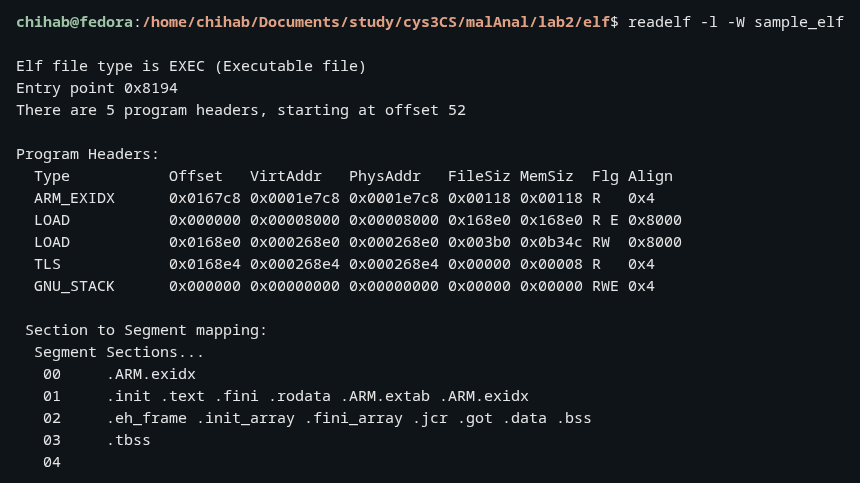 chihab@fedora:/home/chihab/Documents/study/cys3CS/malAnal/lab2/elf$ readelf -l -W sample_elf

Elf file type is EXEC (Executable file)
Entry point 0x8194
There are 5 program headers, starting at offset 52

Program Headers:
  Type           Offset   VirtAddr   PhysAddr   FileSiz MemSiz  Flg Align
  ARM_EXIDX      0x0167c8 0x0001e7c8 0x0001e7c8 0x00118 0x00118 R   0x4
  LOAD           0x000000 0x00008000 0x00008000 0x168e0 0x168e0 R E 0x8000
  LOAD           0x0168e0 0x000268e0 0x000268e0 0x003b0 0x0b34c RW  0x8000
  TLS            0x0168e4 0x000268e4 0x000268e4 0x00000 0x00008 R   0x4
  GNU_STACK      0x000000 0x00000000 0x00000000 0x00000 0x00000 RWE 0x4

 Section to Segment mapping:
  Segment Sections...
   00     .ARM.exidx
   01     .init .text .fini .rodata .ARM.extab .ARM.exidx
   02     .eh_frame .init_array .fini_array .jcr .got .data .bss
   03     .tbss
   04